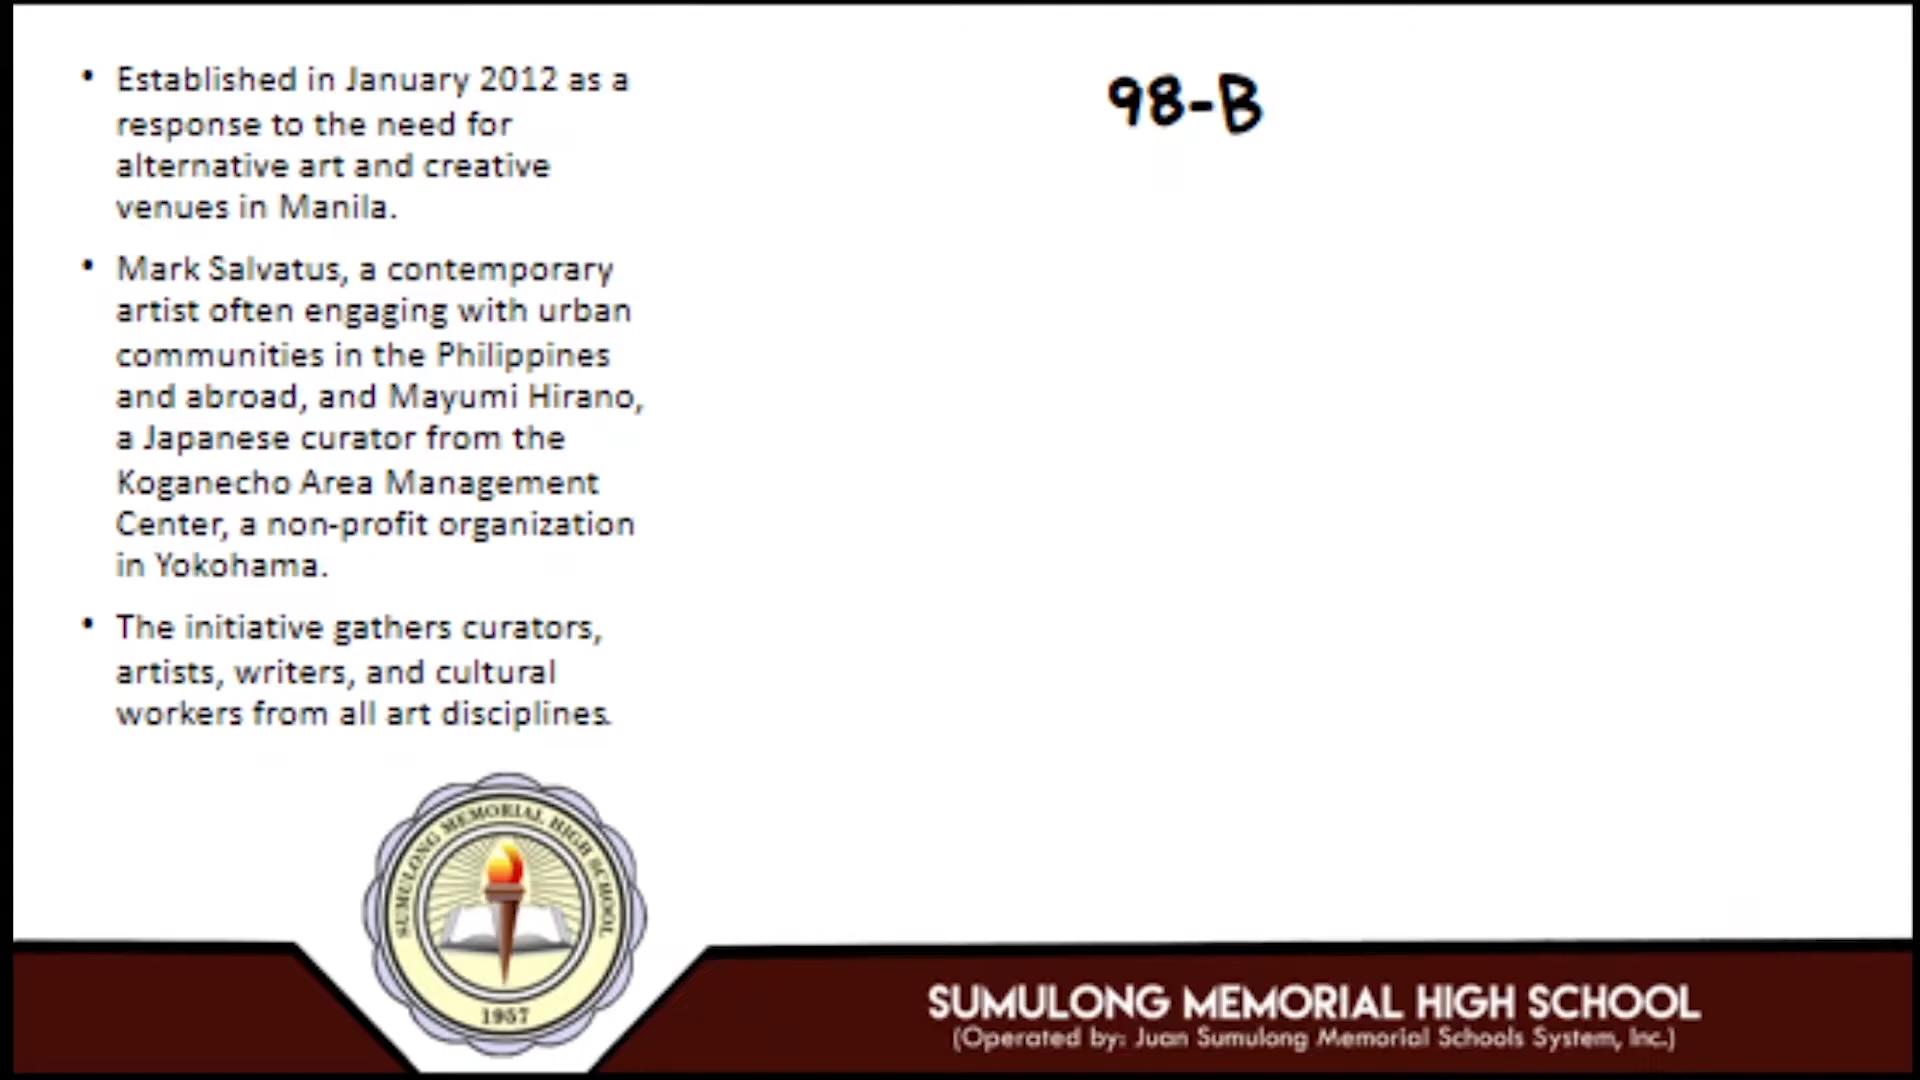 • Established in January 2012 as a
response to the need for
alternative art and creative
venues in Manila.
• Mark Salvatus, a contemporary
artist often engaging with urban
communities in the Philippines
and abroad, and Mayumi Hirano,
a Japanese curator from the
Koganecho Area Management
Center, a non-profit organization
in Yokohama.
• The initiative gathers curators,
artists, writers, and cultural
workers from all art disciplines.
98-B
SUMULONG MEMORIAL HIGH SCHOOL
1957
SUMULONG MEMORIAL HIGH SCHOOL
(Operated by: Juan Sumulong Memorial Schools System, Inc.)